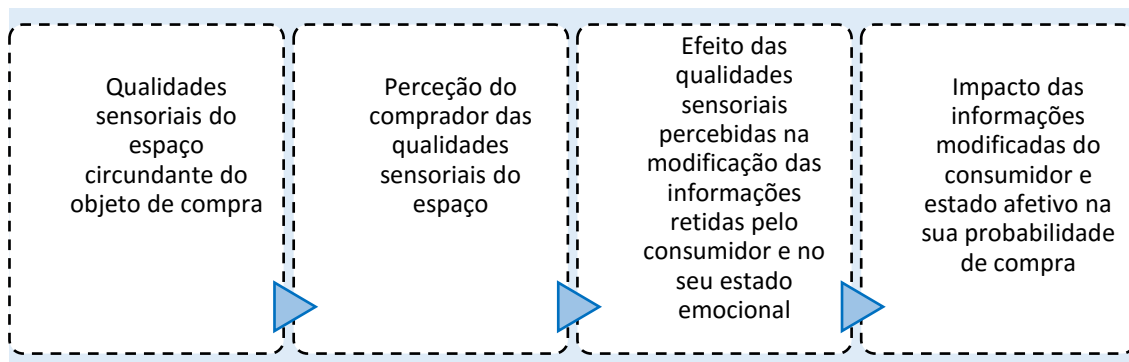 Qualidades
sensoriais do
espaço
circundante do
objeto de compra
Perceção do
comprador das
qualidades
sensoriais do
espaço
Efeito das
qualidades
sensoriais
percebidas na
modificação das
informações
retidas pelo
consumidor e no
seu estado
emocional
Impacto das
informações
modificadas do
consumidor e
estado afetivo na
sua probabilidade
de compra